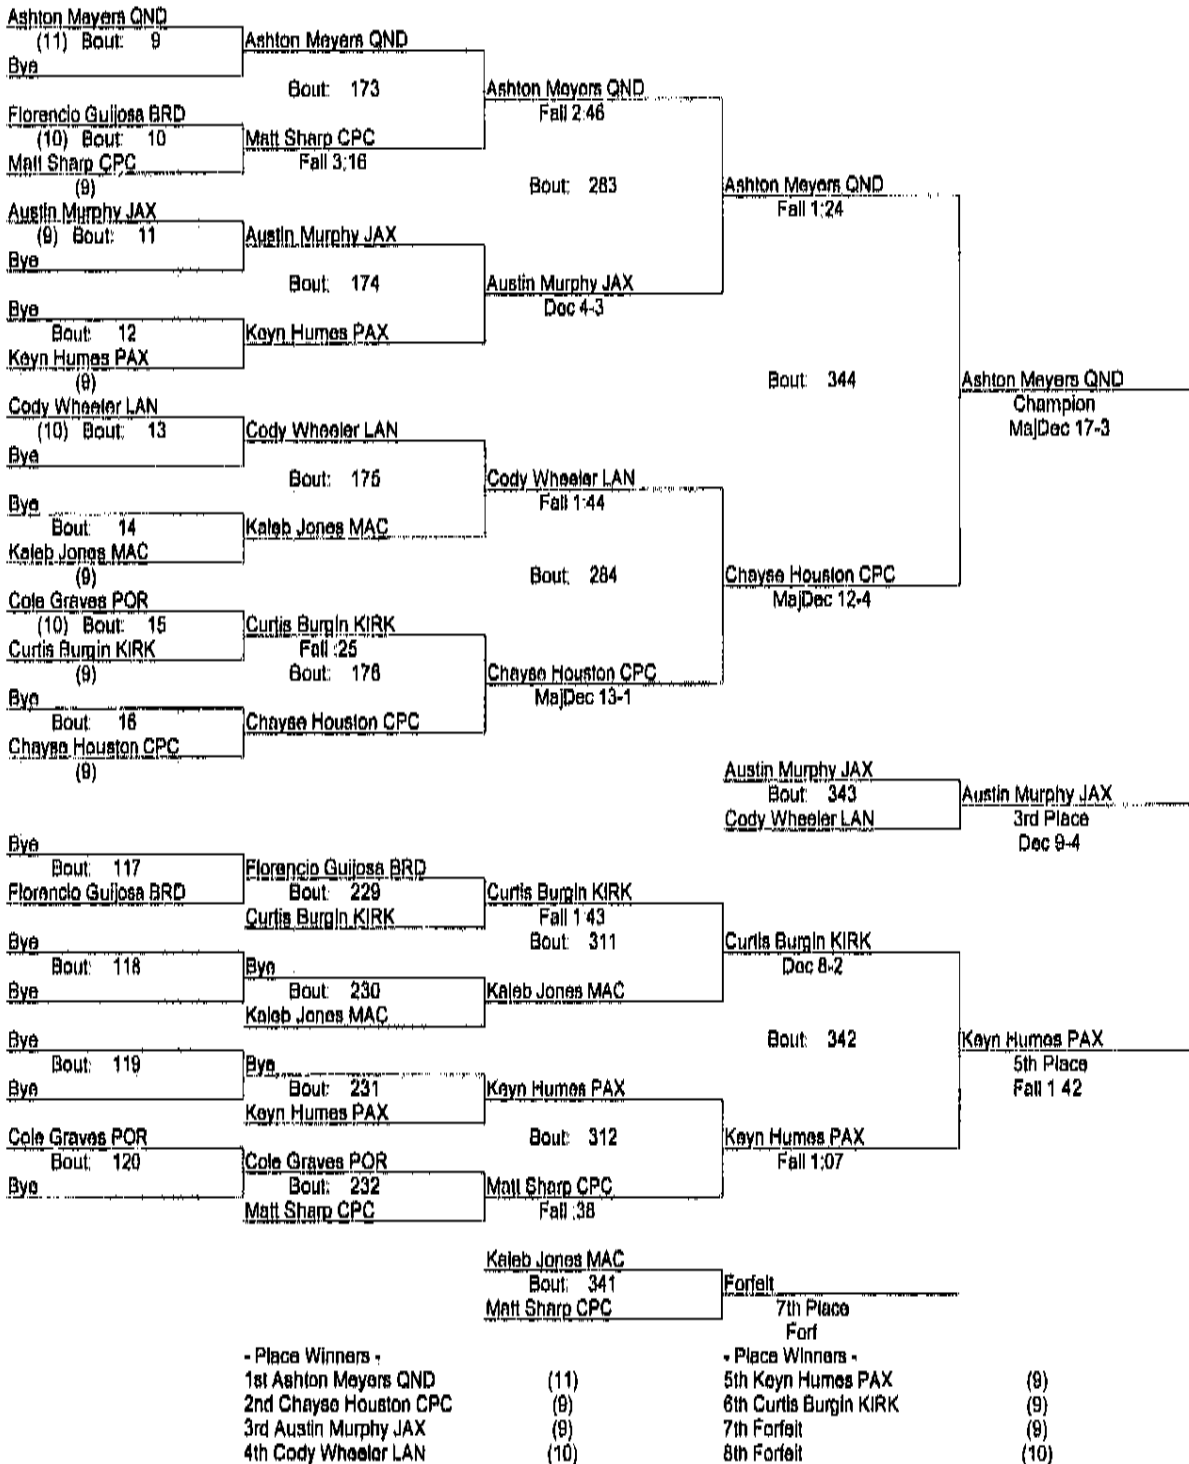 Ashton Meyers QND
(11) Bout: 9
Bye
Ashton Meyers QND
Bout: 173
Ashton Meyers QND
Fall 2:46
Florencio Guijosa BRD
(10) Bout: 10
Matt Sharp CPC
(9)
Matt Sharp CPC
Fall 3:16
Bout: 283
Ashton Meyers QND
Fall 1:24
Austin Murphy JAX
(9) Bout: 11
Bye
Austin Murphy JAX
Bout: 174
Austin Murphy JAX
Dec 4-3
Bye
Bout: 12
Keyn Humes PAX
(9)
Keyn Humes PAX
Bout: 344
Ashton Meyers QND
Champion
MajDec 17-3
Cody Wheeler LAN
(10) Bout: 13
Bye
Cody Wheeler LAN
Bout: 175
Cody Wheeler LAN
Fall 1:44
Bye
Bout: 14
Kaleb Jones MAC
(9)
Kaleb Jones MAC
Bout: 284
Chayse Houston CPC
MajDec 12-4
Cole Graves POR
(10) Bout: 15
Curtis Burgin KIRK
(9)
Curtis Burgin KIRK
Fall :25
Bout: 176
Chayse Houston CPC
MajDec 13-1
Bye
Bout: 16
Chayse Houston CPC
(9)
Chayse Houston CPC
Austin Murphy JAX
Bout: 343
Cody Wheeler LAN
Austin Murphy JAX
3rd Place
Dec 9-4
Bye
Bout: 117
Florencio Guijosa BRD
Florencio Guijosa BRD
Bout: 229
Curtis Burgin KIRK
Curtis Burgin KIRK
Fall 1:43
Bout: 311
Curtis Burgin KIRK
Dec 8-2
Bye
Bout: 118
Bye
Bye
Bout: 230
Kaleb Jones MAC
Kaleb Jones MAC
Bout: 342
Keyn Humes PAX
5th Place
Fall 1:42
Bye
Bout: 119
Bye
Bye
Bout: 231
Keyn Humes PAX
Keyn Humes PAX
Bout: 312
Keyn Humes PAX
Fall 1:07
Cole Graves POR
Bout: 120
Bye
Cole Graves POR
Bout: 232
Matt Sharp CPC
Matt Sharp CPC
Fall :38
Kaleb Jones MAC
Bout: 341
Matt Sharp CPC
Forfeit
7th Place
Forf
- Place Winners -
1st Ashton Meyers QND (11)
2nd Chayse Houston CPC (9)
3rd Austin Murphy JAX (9)
4th Cody Wheeler LAN (10)
- Place Winners -
5th Keyn Humes PAX (9)
6th Curtis Burgin KIRK (9)
7th Forfeit (9)
8th Forfeit (10)